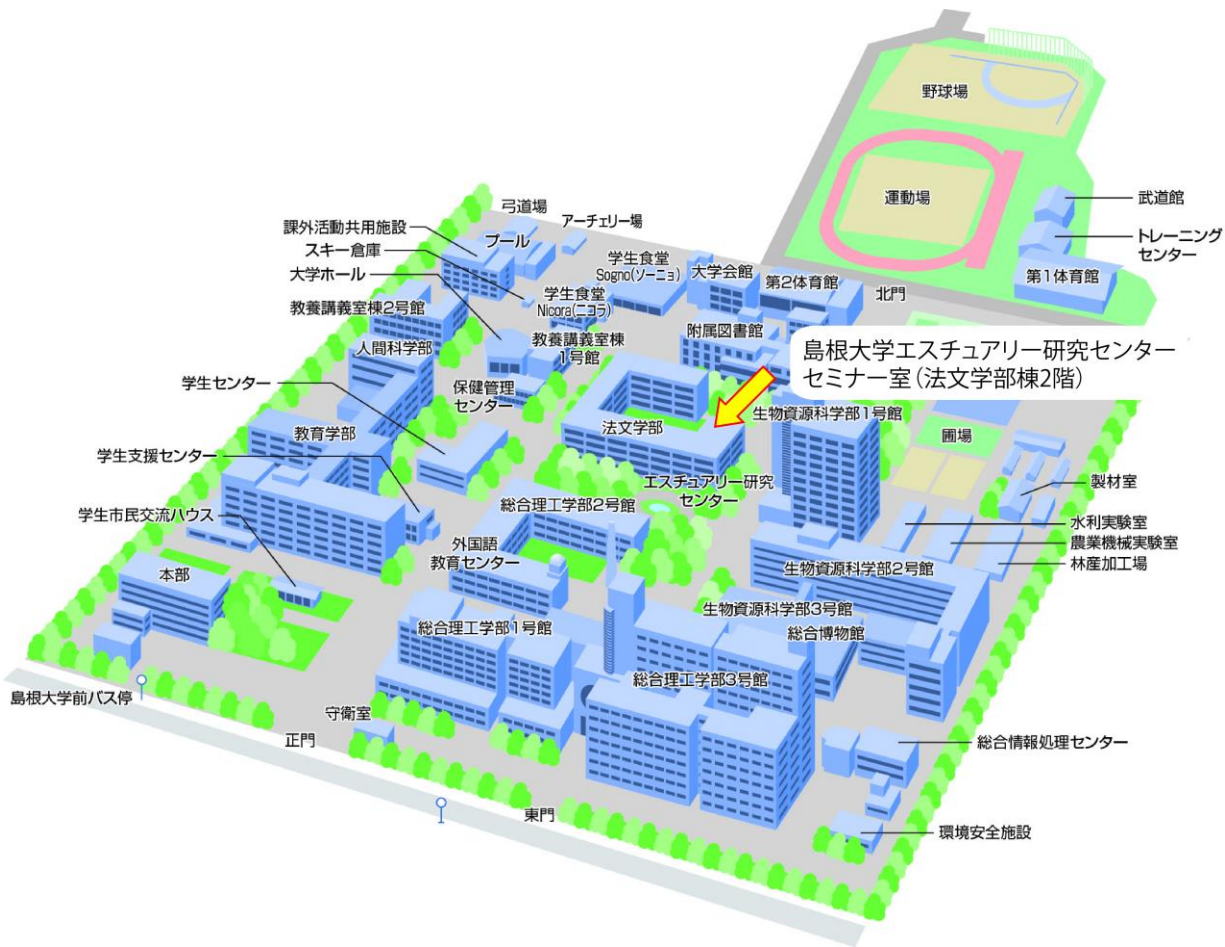 野球場
運動場
武道館
トレーニング
センター
第1体育館
北門
弓道場
アーチェリー場
課外活動共用施設
プール
スキー倉庫
大学ホール
学生食堂
Sogno(ソーニョ)
大学会館
第2体育館
学生食堂
Nicora(ニコラ)
教養講義室棟2号館
附属図書館
教養講義室棟
1号館
人間科学部
島根大学エスチュアリー研究センター
セミナー室(法文学部棟2階)
学生センター
保健管理
センター
生物資源科学部1号館
法文学部
教育学部
圃場
学生支援センター
エスチュアリー研究
センター
製材室
総合理工学部2号館
学生市民交流ハウス
水利実験室
外国語
教育センター
農業機械実験室
林産加工場
本部
生物資源科学部2号館
生物資源科学部3号館
総合理工学部1号館
総合博物館
総合理工学部3号館
島根大学前バス停
守衛室
正門
総合情報処理センター
東門
環境安全施設